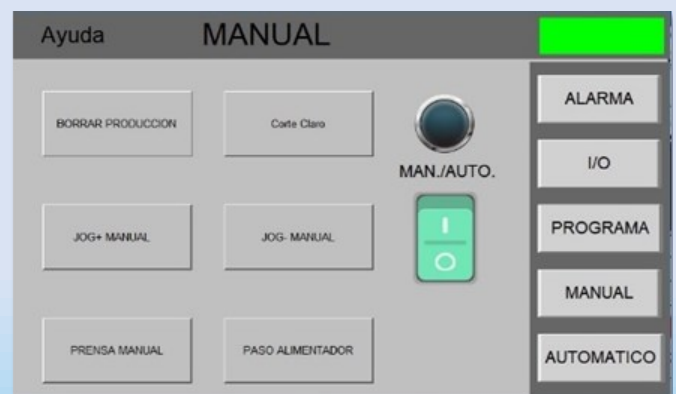 Ayuda MANUAL
BORRAR PRODUCCION
Corte Claro
MAN./AUTO.
JOG+ MANUAL
JOG- MANUAL
I
O
PRENSA MANUAL
PASO ALIMENTADOR
ALARMA
I/O
PROGRAMA
MANUAL
AUTOMATICO